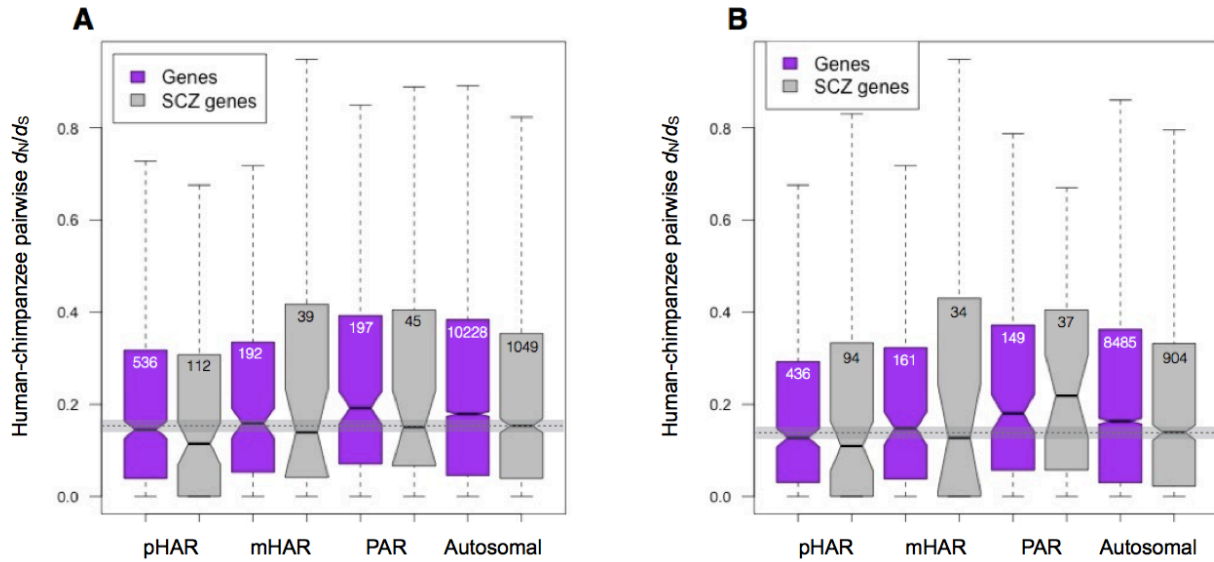 A
Human-chimpanzee pairwise dN/dS
Genes
SCZ genes
0.8
0.6
0.4
0.2
0.0
536
112
192
39
197
45
10228
1049
pHAR
mHAR
PAR
Autosomal
B
Human-chimpanzee pairwise dN/dS
Genes
SCZ genes
0.8
0.6
0.4
0.2
0.0
436
94
161
34
149
37
8485
904
pHAR
mHAR
PAR
Autosomal